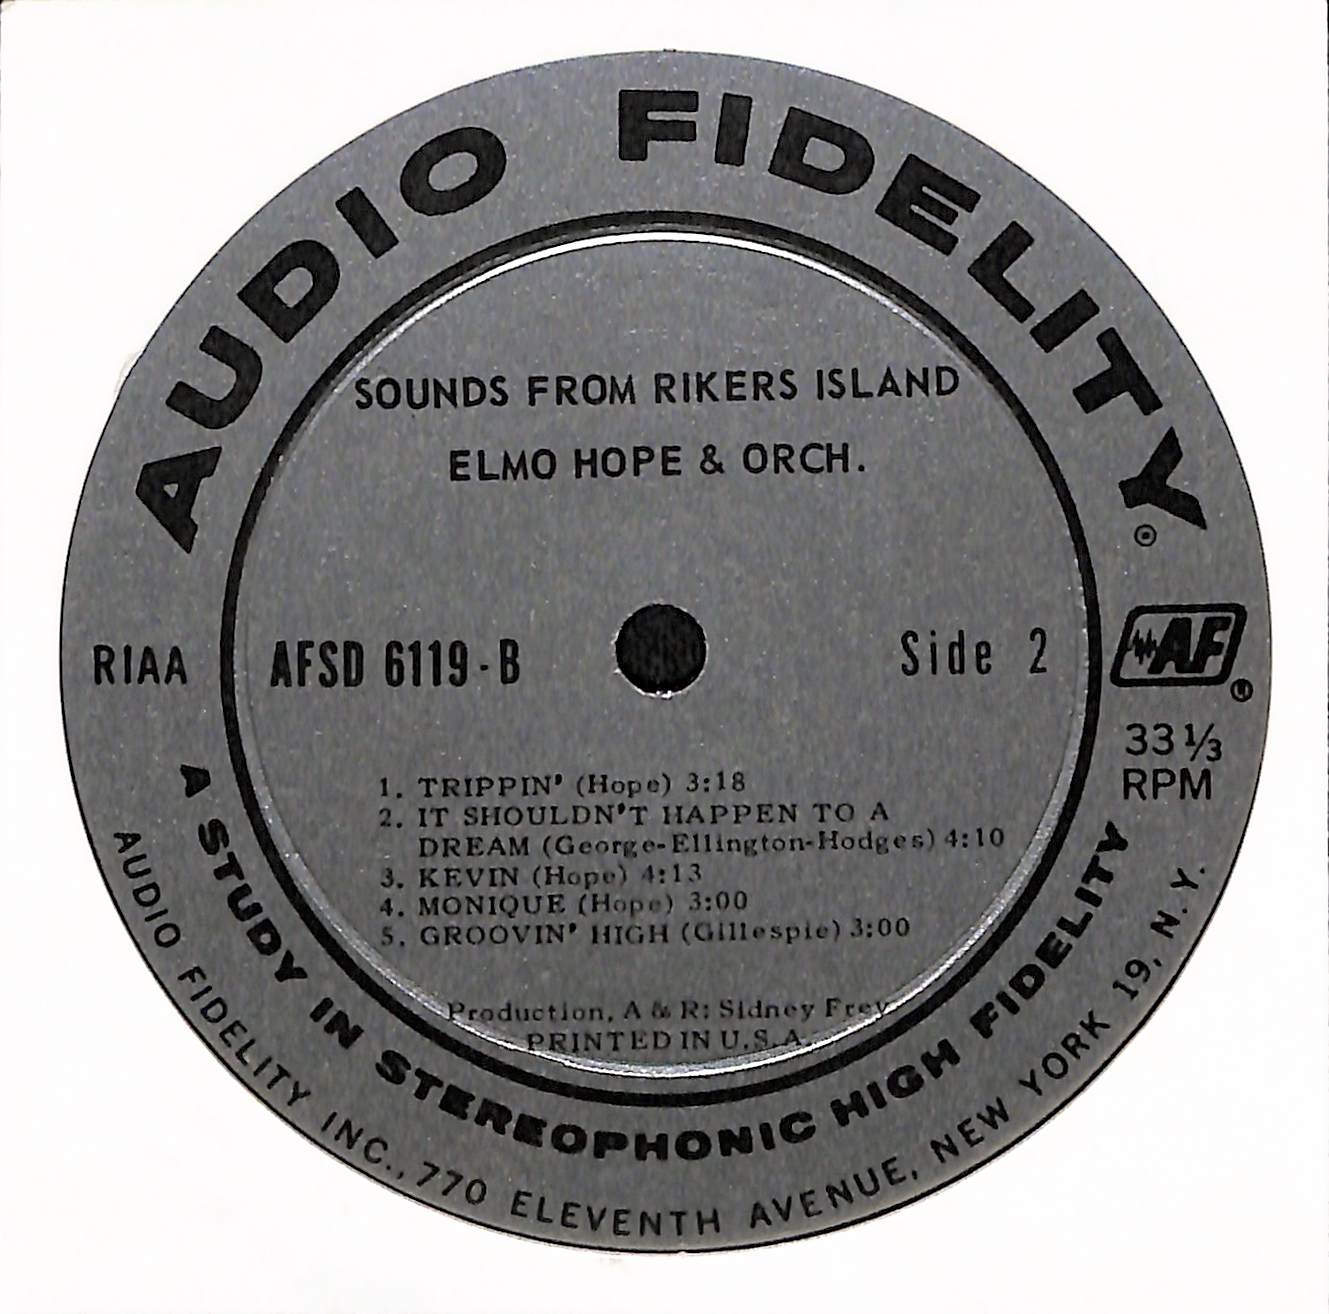 AUDIO FIDELITY ®
SOUNDS FROM RIKERS ISLAND
ELMO HOPE & ORCH.
RIAA
AFSD 6119-B
Side 2
AF ®
33 1/3
RPM
1. TRIPPIN' (Hope) 3:18
2. IT SHOULDN'T HAPPEN TO A
DREAM (George-Ellington-Hodges) 4:10
3. KEVIN (Hope) 4:13
4. MONIQUE (Hope) 3:00
5. GROOVIN' HIGH (Gillespie) 3:00
Production, A & R: Sidney Frey
PRINTED IN U.S.A.
A STUDY IN STEREOPHONIC HIGH FIDELITY
AUDIO FIDELITY INC., 770 ELEVENTH AVENUE, NEW YORK 19, N.Y.